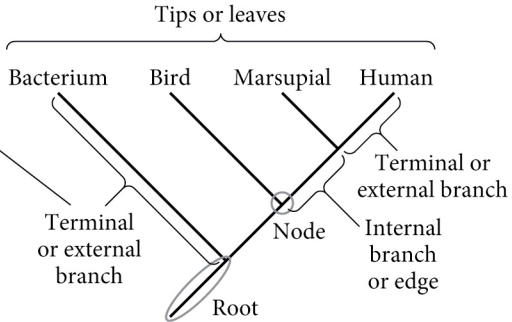 Tips or leaves
Bacterium Bird Marsupial Human
Terminal or
external branch
Terminal
or external
branch
Node
Internal
branch
or edge
Root